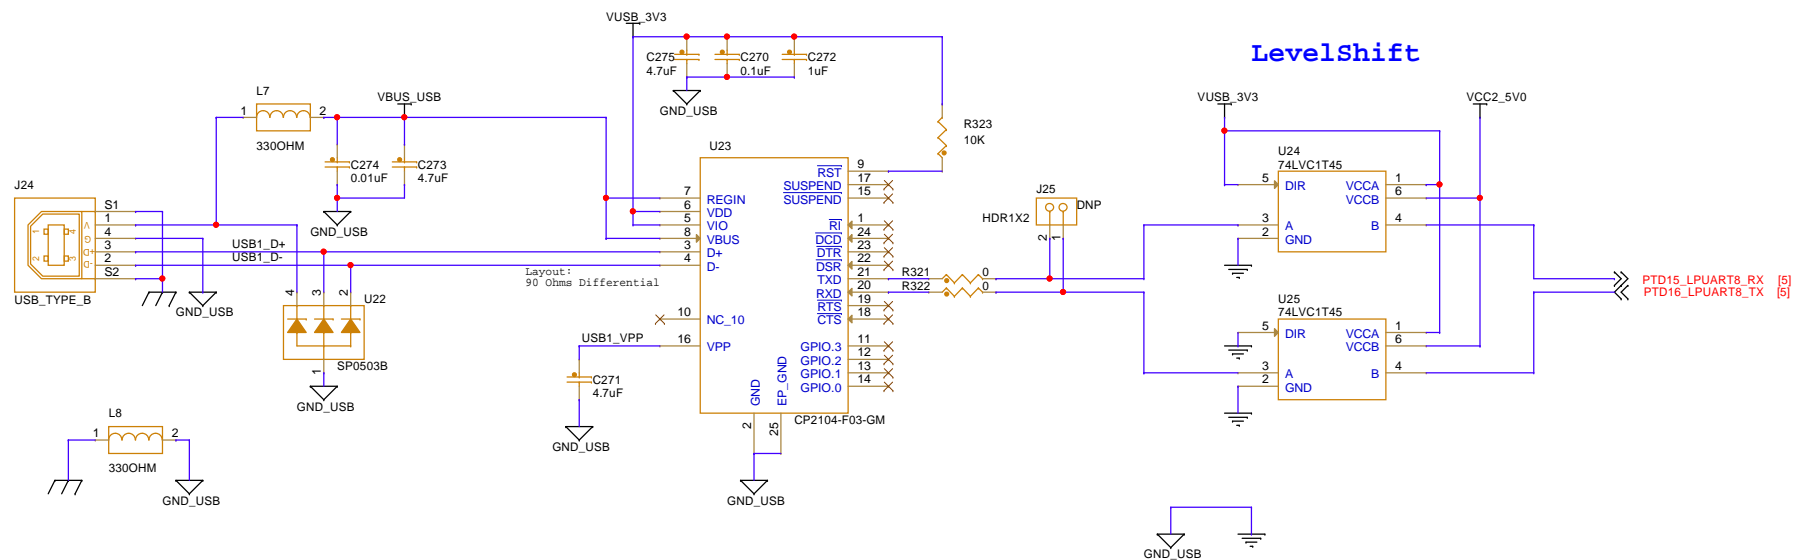 VUSB_3V3
C275
4.7uF
C270
0.1uF
C272
1uF
GND_USB
LevelShift
L7
1
2
330OHM
VBUS_USB
C274
0.01uF
C273
4.7uF
GND_USB
R323
10K
VUSB_3V3
VCC2_5V0
J24
S1
1
4
3
2
S2
V
G
D+
D-
1
4
2
3
USB_TYPE_B
USB1_D+
USB1_D-
GND_USB
Layout:
90 Ohms Differential
4
3
2
U22
SP0503B
1
GND_USB
U23
7
REGIN
6
VDD
5
VIO
8
VBUS
3
D+
4
D-
10
NC_10
16
VPP
RST
9
SUSPEND
17
SUSPEND
15
RI
1
DCD
24
DTR
23
DSR
22
TXD
21
RXD
20
RTS
19
CTS
18
GPIO.3
11
GPIO.2
12
GPIO.1
13
GPIO.0
14
GND
EP_GND
2
25
CP2104-F03-GM
GND_USB
USB1_VPP
C271
4.7uF
GND_USB
R321
0
R322
0
J25
DNP
HDR1X2
2
1
U24
74LVC1T45
5
DIR
VCCA
1
VCCB
6
3
A
B
4
2
GND
U25
74LVC1T45
5
DIR
VCCA
1
VCCB
6
3
A
B
4
2
GND
PTD15_LPUART8_RX [5]
PTD16_LPUART8_TX [5]
L8
1
2
330OHM
GND_USB
GND_USB